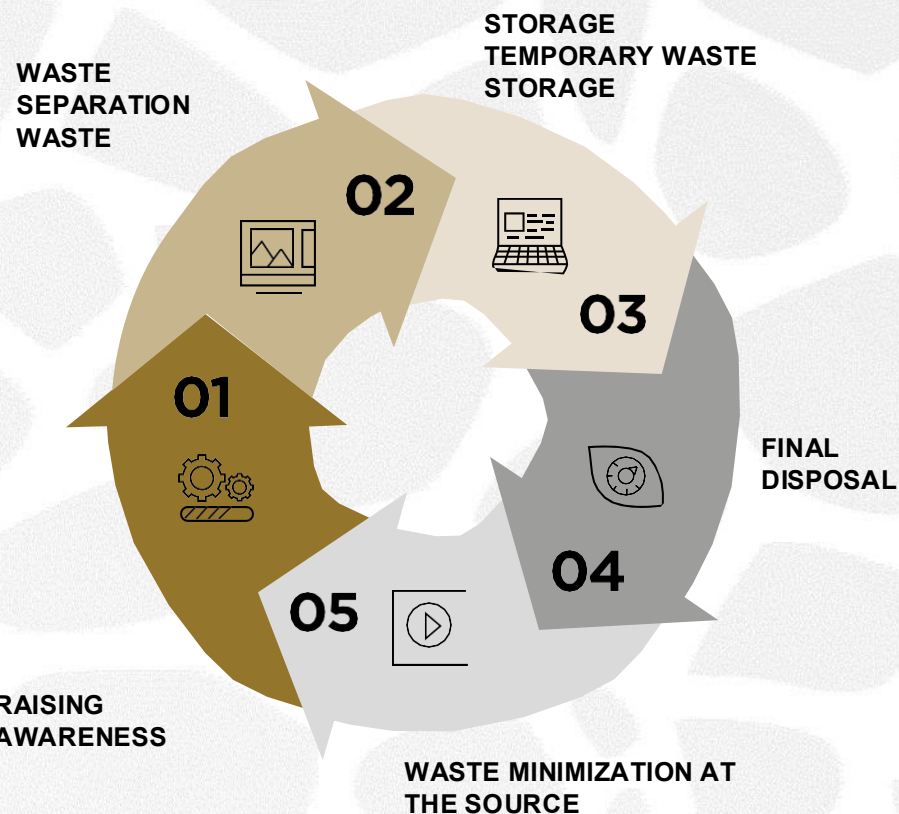 STORAGE
TEMPORARY WASTE
STORAGE
WASTE
SEPARATION
WASTE
02
03
01
FINAL
DISPOSAL
04
05
RAISING
AWARENESS
WASTE MINIMIZATION AT
THE SOURCE